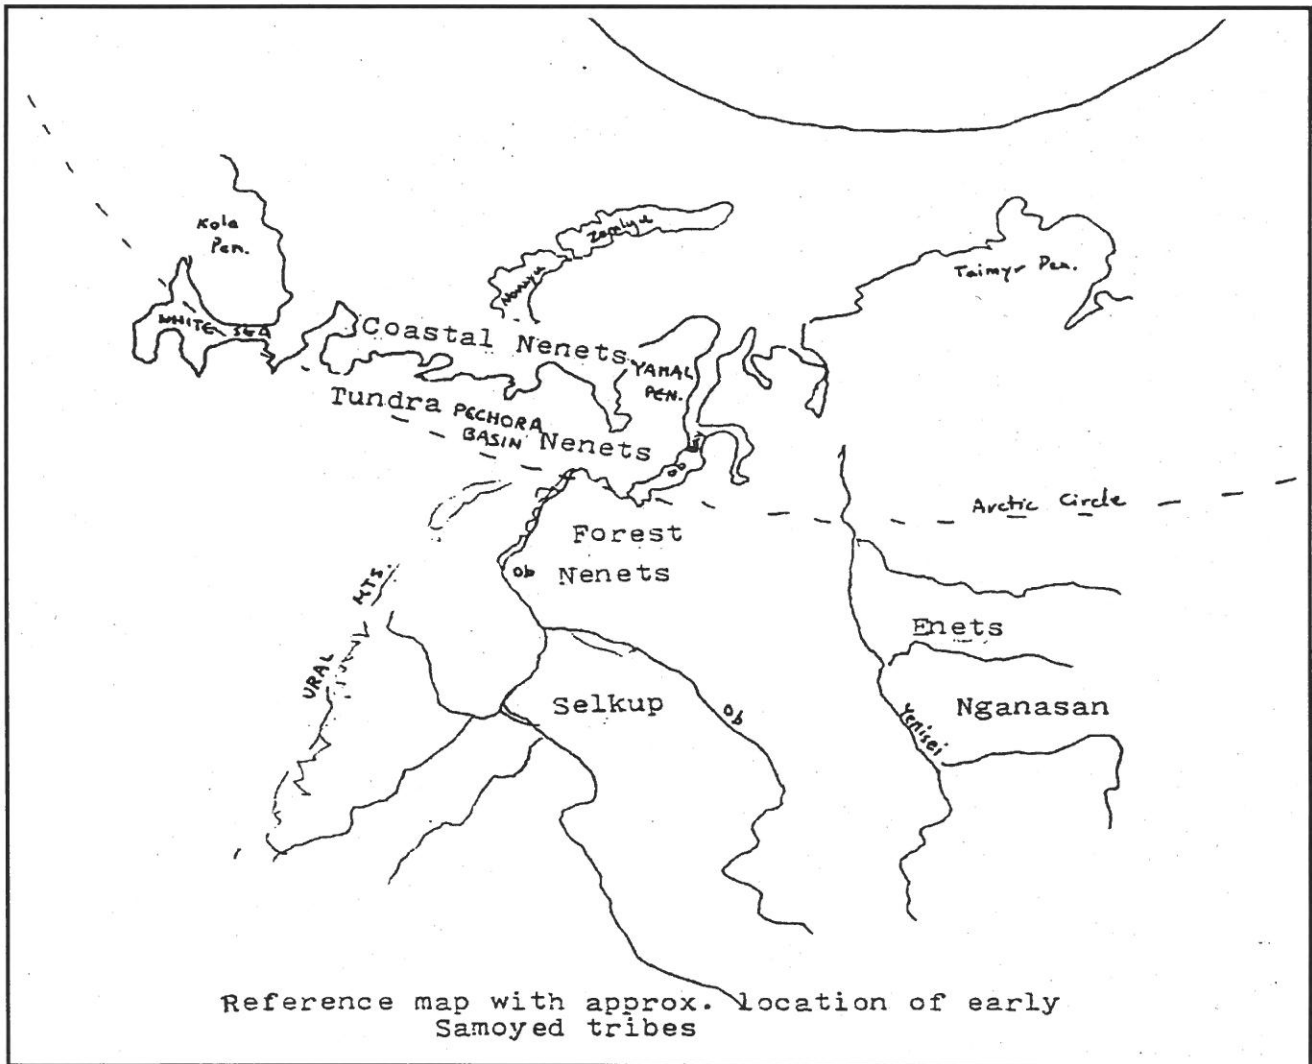 Kola
Pen.
Zemlya
Novaya
Taimyr Pen.
WHITE SEA
Coastal Nenets
YAMAL
PEN.
Tundra PECHORA
BASIN Nenets
Ob
Arctic Circle
Forest
Ob Nenets
URAL MTS.
Enets
Selkup
Ob
Yenisei
Nganasan
Reference map with approx. location of early
Samoyed tribes